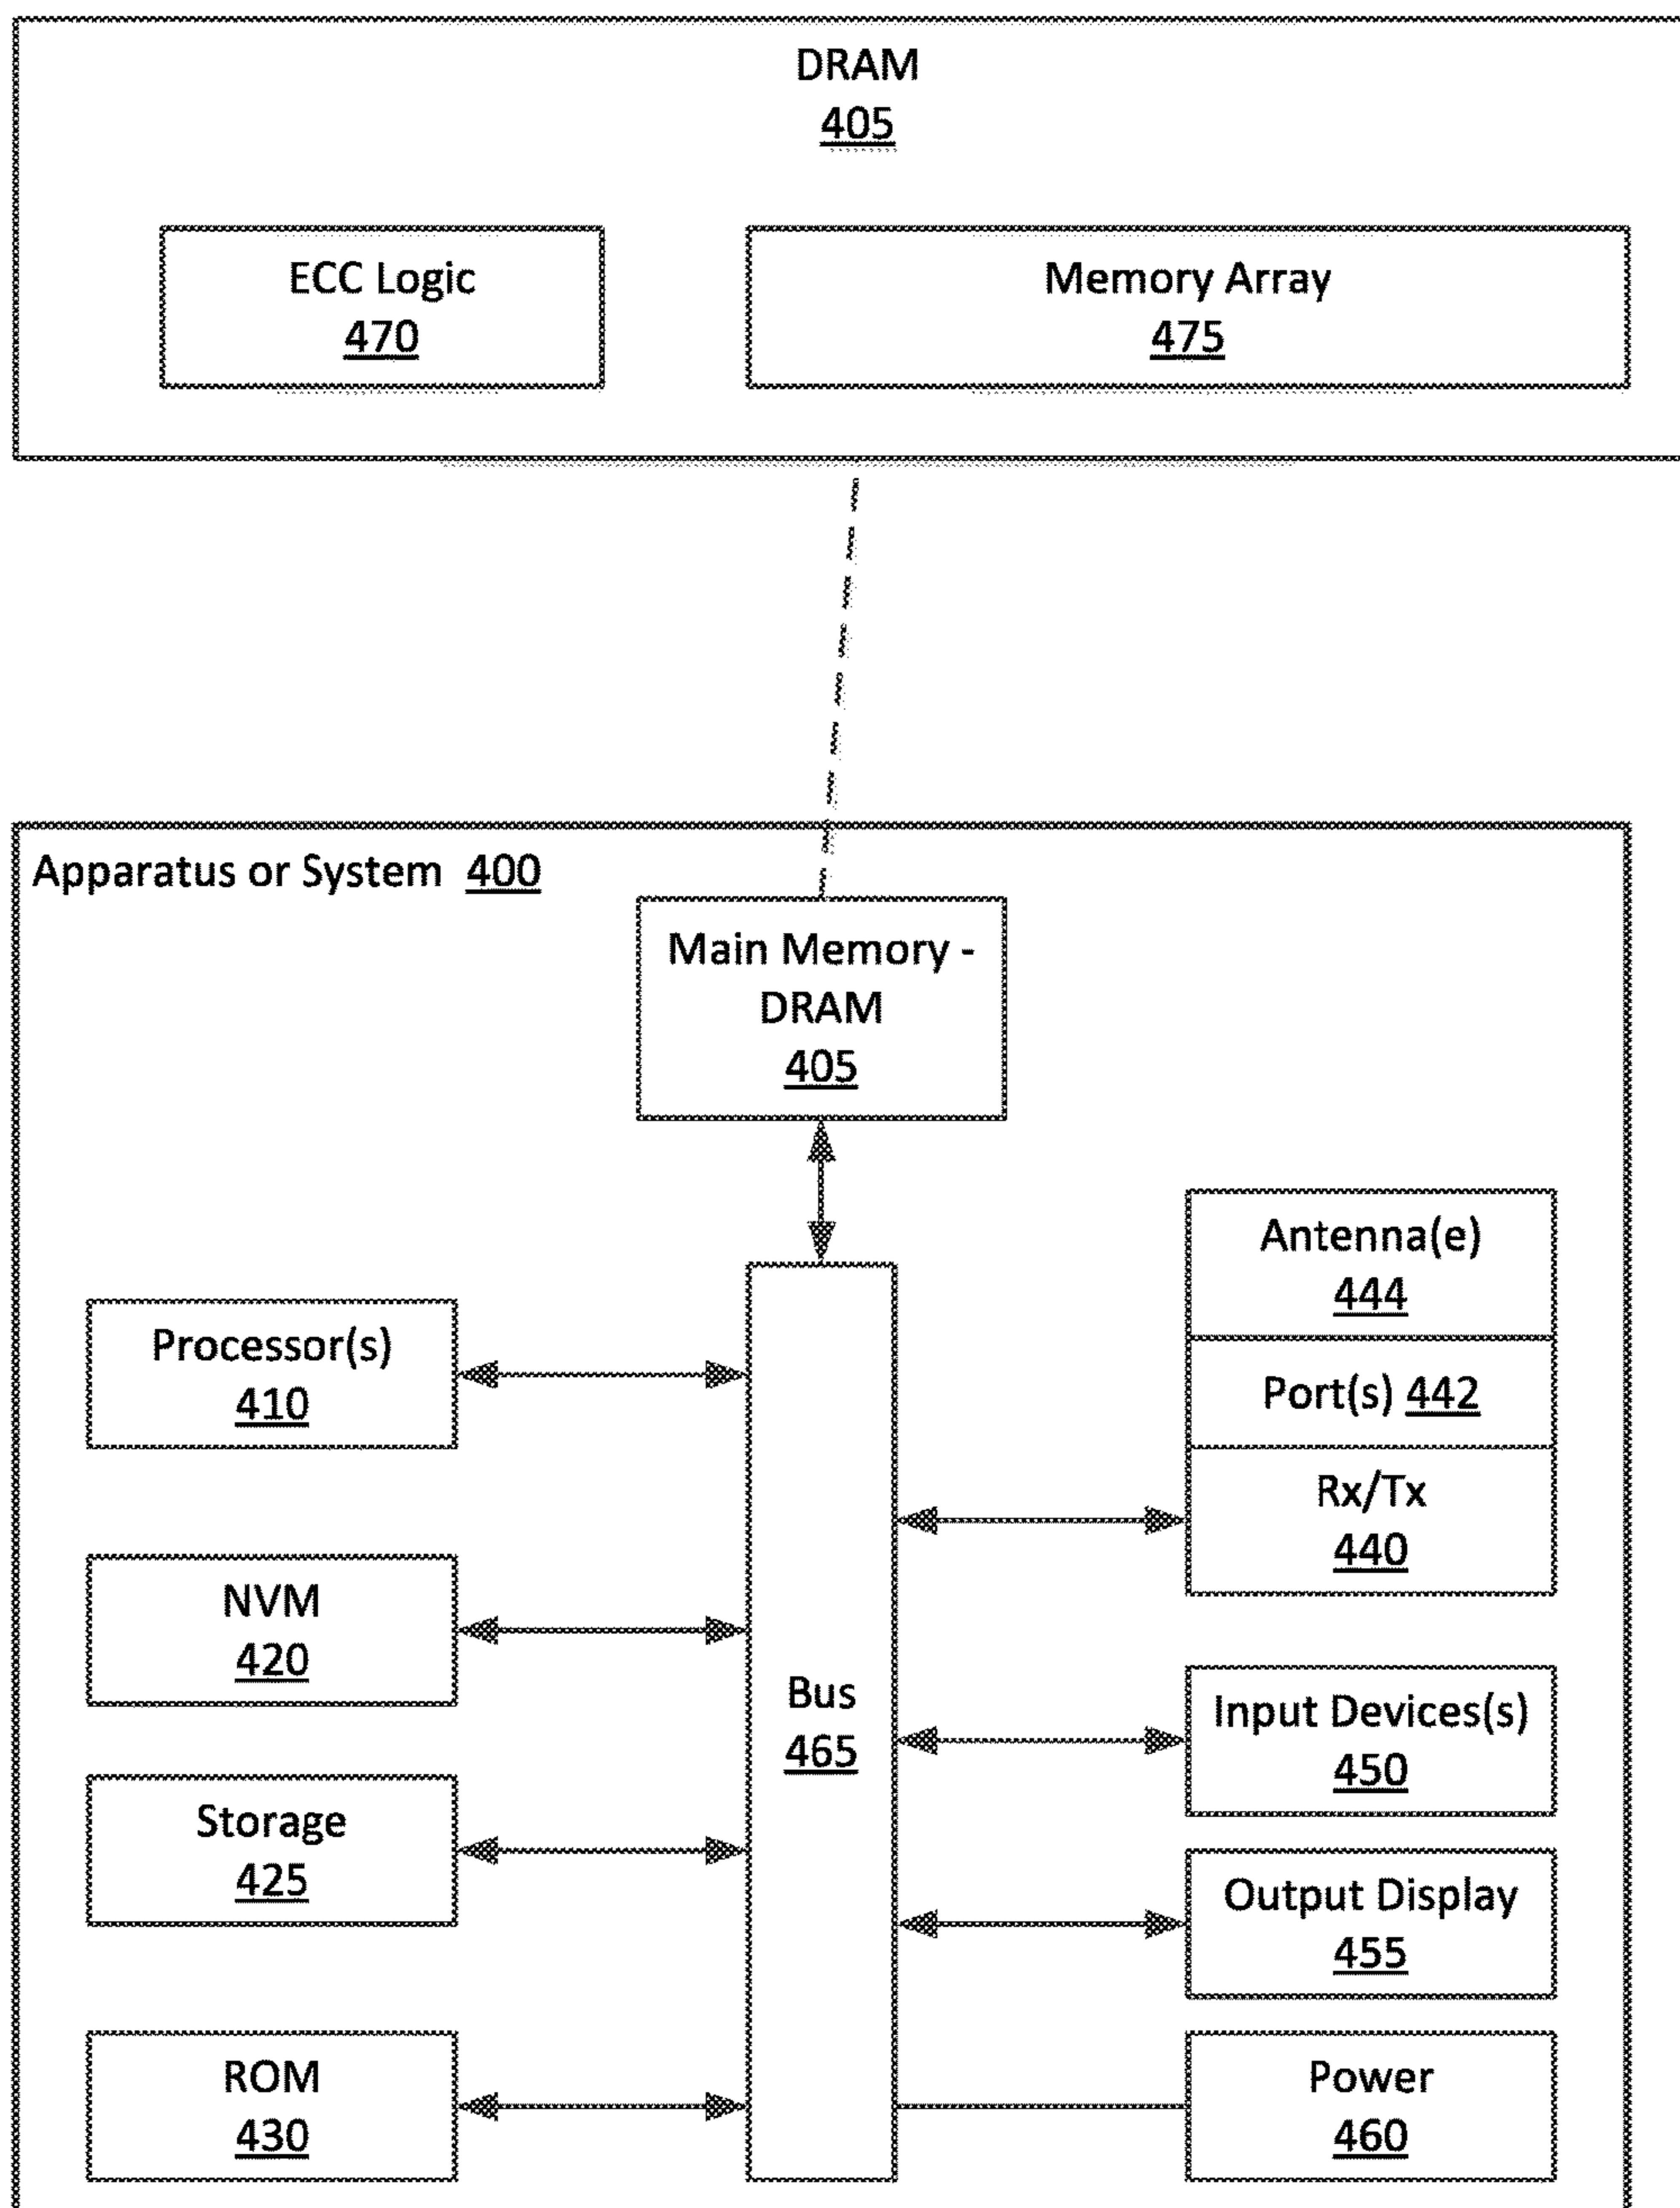 DRAM
405
ECC Logic
470
Memory Array
475
Apparatus or System 400
Main Memory -
DRAM
405
Antenna(e)
444
Processor(s)
410
Port(s) 442
Rx/Tx
440
NVM
420
Bus
465
Input Devices(s)
450
Storage
425
Output Display
455
ROM
430
Power
460